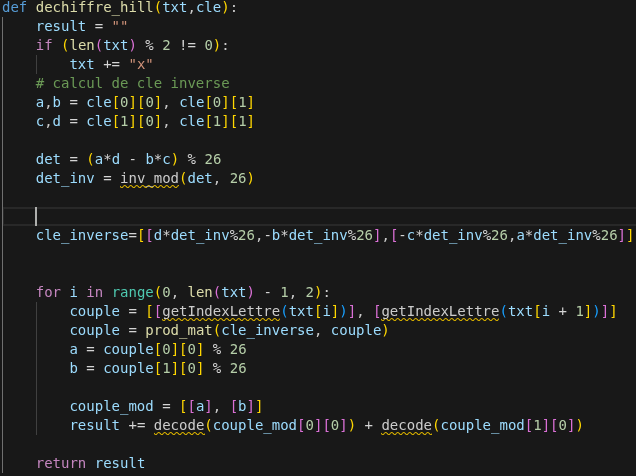 def dechiffre_hill(txt,cle):
    result = ""
    if (len(txt) % 2 != 0):
        txt += "x"
    # calcul de cle inverse
    a,b = cle[0][0], cle[0][1]
    c,d = cle[1][0], cle[1][1]
    det = (a*d - b*c) % 26
    det_inv = inv_mod(det, 26)
    cle_inverse=[[d*det_inv%26,-b*det_inv%26],[-c*det_inv%26,a*det_inv%26]]
    for i in range(0, len(txt) - 1, 2):
        couple = [[getIndexLettre(txt[i])], [getIndexLettre(txt[i + 1])]]
        couple = prod_mat(cle_inverse, couple)
        a = couple[0][0] % 26
        b = couple[1][0] % 26
        couple_mod = [[a], [b]]
        result += decode(couple_mod[0][0]) + decode(couple_mod[1][0])
    return result